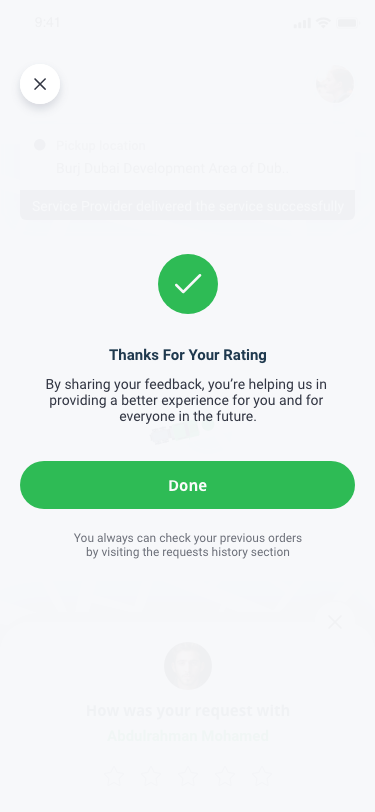 9:41
Pickup location
Burj Dubai Development Area of Dub...
Service Provider delivered the service successfully
Thanks For Your Rating
By sharing your feedback, you're helping us in
providing a better experience for you and for
everyone in the future.
Done
You always can check your previous orders
by visiting the requests history section
How was your request with
Abdulrahman Mohamed